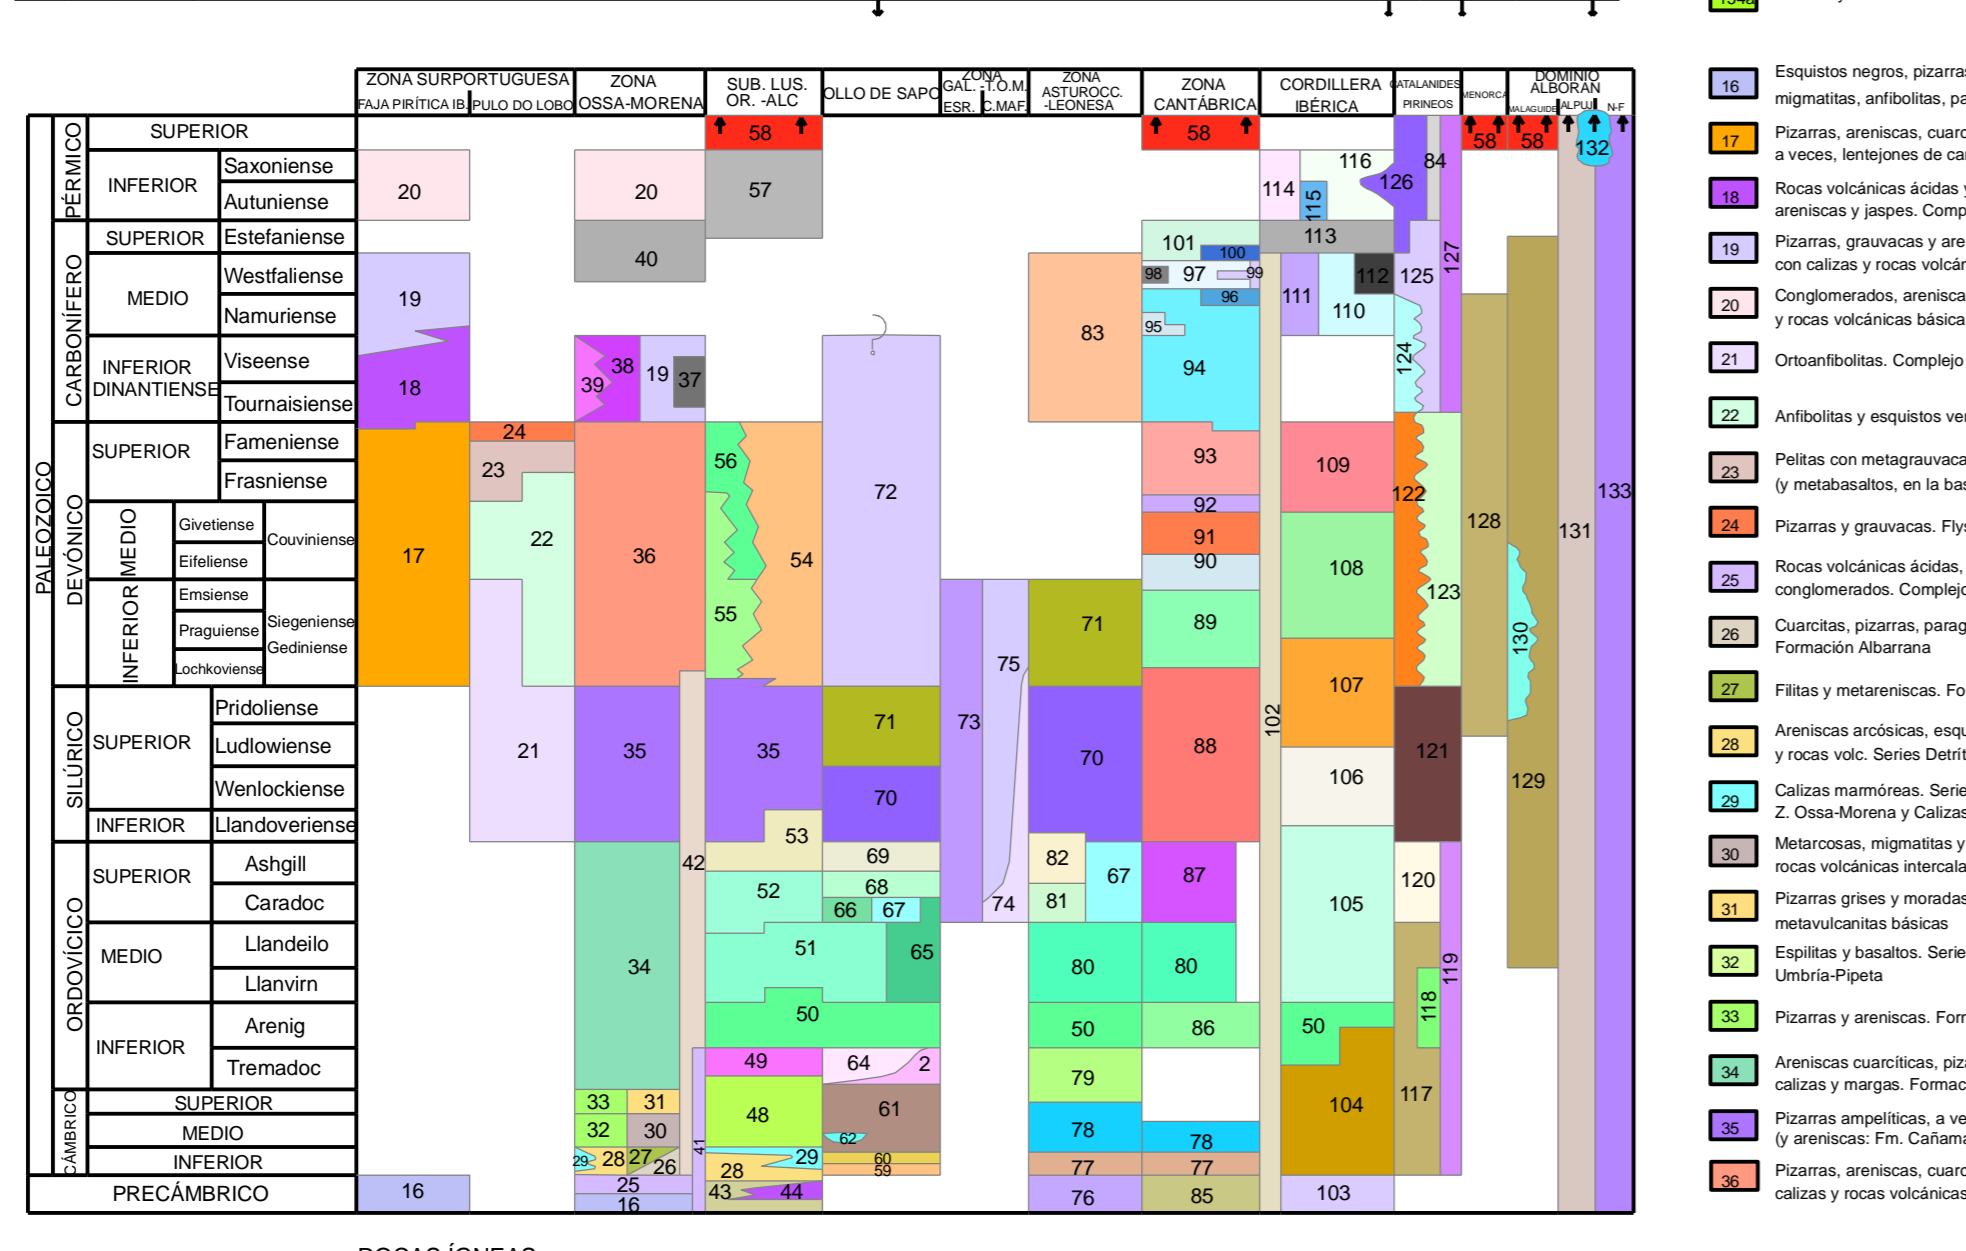 ZONA SURPORTUGUESA
FAJA PIRÍTICA IB. PULO DO LOBO
ZONA
OSSA-MORENA
SUB. LUS.
OR. -ALC
OLLO DE SAPO
ZONA
GAL. -T.O.M.
ESR. C.MAF.
ZONA
ASTUROCC.
-LEONESA
ZONA
CANTÁBRICA
CORDILLERA
IBÉRICA
CATALANIDES
PIRINEOS
MENORCA
DOMINIO
ALBORAN
MALAGUIDE ALPUJ N-F
PALEOZOICO
PÉRMICO
SUPERIOR
INFERIOR
Saxoniense
Autuniense
CARBONÍFERO
SUPERIOR
Estefaniense
MEDIO
Westfaliense
Namuriense
INFERIOR
DINANTIENSE
Viseense
Tournaisiense
DEVÓNICO
SUPERIOR
Fameniense
Frasniense
MEDIO
Givetiense
Eifeliense
Couviniense
INFERIOR
Emsiense
Praguiense
Lochkoviense
Siegeniense
Gediniense
SILÚRICO
SUPERIOR
Pridoliense
Ludlowiense
Wenlockiense
INFERIOR
Llandoveriense
ORDOVÍCICO
SUPERIOR
Ashgill
Caradoc
MEDIO
Llandeilo
Llanvirn
INFERIOR
Arenig
Tremadoc
CÁMBRICO
SUPERIOR
MEDIO
INFERIOR
PRECÁMBRICO
20
19
18
17
16
24
23
22
21
20
40
39
38
19
37
36
35
34
42
33
31
32
30
29
28
27
26
41
25
16
58
57
56
54
55
35
53
52
51
50
49
48
29
28
43
44
72
71
70
69
68
66
67
65
64
2
61
62
60
59
73
75
74
83
71
70
82
67
81
80
50
79
78
77
76
58
101
100
98
97
99
96
95
94
93
92
91
90
89
88
87
80
86
78
77
85
102
114
116
115
113
111
112
110
109
108
107
106
105
50
104
103
126
84
127
125
124
122
123
121
120
119
118
117
58
128
58
130
129
131
132
133
16
Esquistos negros, pizarras
migmatitas, anfibolitas, pa
17
Pizarras, areniscas, cuarc
a veces, lentejones de ca
18
Rocas volcánicas ácidas y
areniscas y jaspes. Comp
19
Pizarras, grauvacas y are
con calizas y rocas volcán
20
Conglomerados, arenisca
y rocas volcánicas básica
21
Ortoanfibolitas. Complejo
22
Anfibolitas y esquistos ver
23
Pelitas con metagrauvaca
(y metabasaltos, en la bas
24
Pizarras y grauvacas. Flys
25
Rocas volcánicas ácidas,
conglomerados. Complejo
26
Cuarcitas, pizarras, parag
Formación Albarrana
27
Filitas y metareniscas. Fo
28
Areniscas arcósicas, esqu
y rocas volc. Series Detrít
29
Calizas marmóreas. Serie
Z. Ossa-Morena y Calizas
30
Metarcosas, migmatitas y
rocas volcánicas intercala
31
Pizarras grises y moradas
metavulcanitas básicas
32
Espilitas y basaltos. Serie
Umbría-Pipeta
33
Pizarras y areniscas. Form
34
Areniscas cuarcíticas, piza
calizas y margas. Formac
35
Pizarras ampelíticas, a ve
(y areniscas: Fm. Cañama
36
Pizarras, areniscas, cuarc
calizas y rocas volcánicas